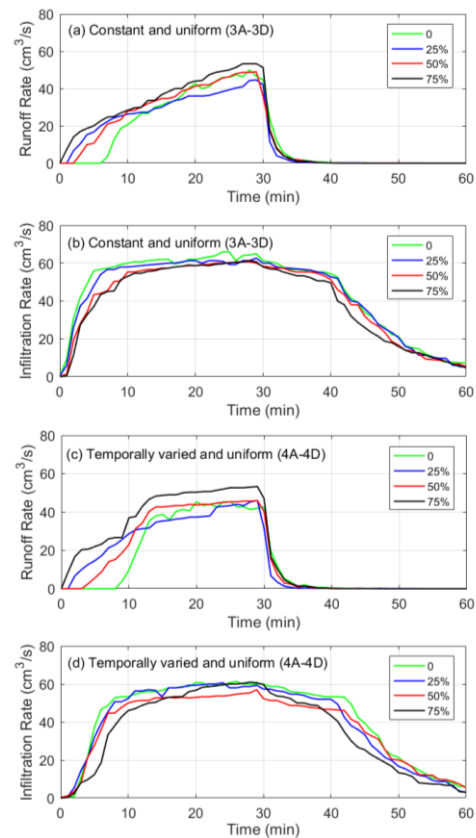 80
(a) Constant and uniform (3A-3D)
0
25%
50%
75%
60
40
20
0
Runoff Rate (cm³/s)
0 10 20 30 40 50 60
Time (min)
80
(b) Constant and uniform (3A-3D)
0
25%
50%
75%
60
40
20
0
Infiltration Rate (cm³/s)
0 10 20 30 40 50 60
Time (min)
80
(c) Temporally varied and uniform (4A-4D)
0
25%
50%
75%
60
40
20
0
Runoff Rate (cm³/s)
0 10 20 30 40 50 60
Time (min)
80
(d) Temporally varied and uniform (4A-4D)
0
25%
50%
75%
60
40
20
0
Infiltration Rate (cm³/s)
0 10 20 30 40 50 60
Time (min)